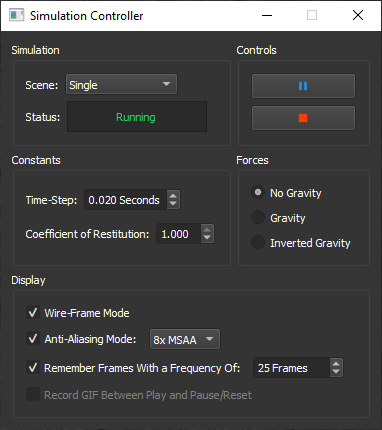 Simulation Controller
Simulation
Controls
Scene: Single
Status: Running
Constants
Forces
Time-Step: 0.020 Seconds
Coefficient of Restitution: 1.000
No Gravity
Gravity
Inverted Gravity
Display
Wire-Frame Mode
Anti-Aliasing Mode: 8x MSAA
Remember Frames With a Frequency Of: 25 Frames
Record GIF Between Play and Pause/Reset